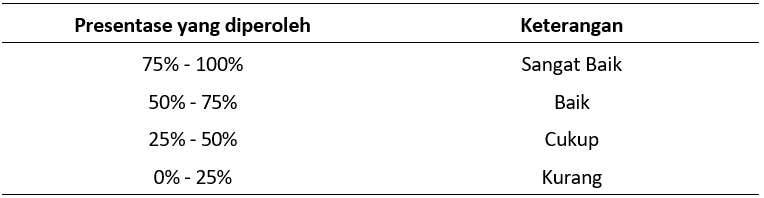 Presentase yang diperoleh Keterangan
75% - 100% Sangat Baik
50% - 75% Baik
25% - 50% Cukup
0% - 25% Kurang